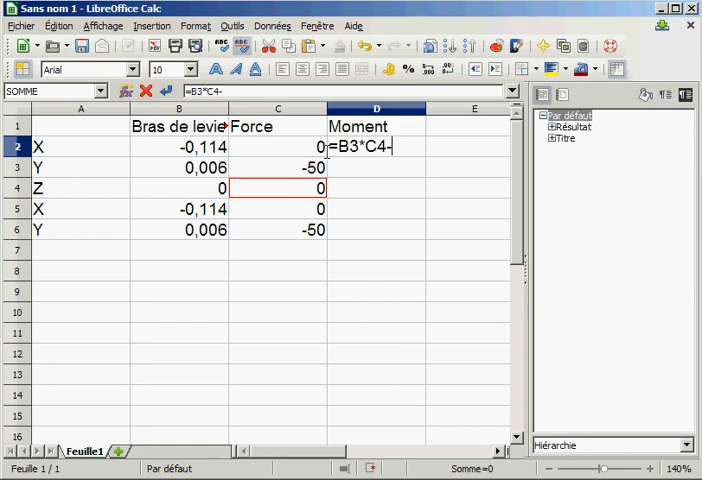 Sans nom 1 - LibreOffice Calc
Fichier Édition Affichage Insertion Format Outils Données Fenêtre Aide
Arial 10
SOMME =B3*C4-
A B C D E
1 Bras de levie Force Moment
2 X -0,114 0 =B3*C4-
3 Y 0,006 -50
4 Z 0 0
5 X -0,114 0
6 Y 0,006 -50
7
8
9
10
11
12
13
14
15
16
Par défaut
Résultat
Titre
Hiérarchie
Feuille1
Feuille 1 / 1 Par défaut Somme=0 140%